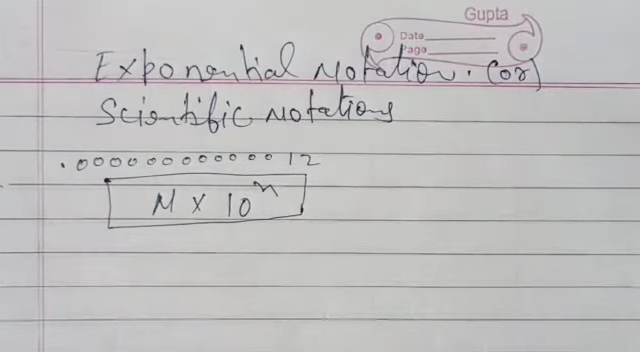 Gupta
Date
Page
Exponential Notation. (or)
Scientific Notations
.00000000000012
M x 10^n